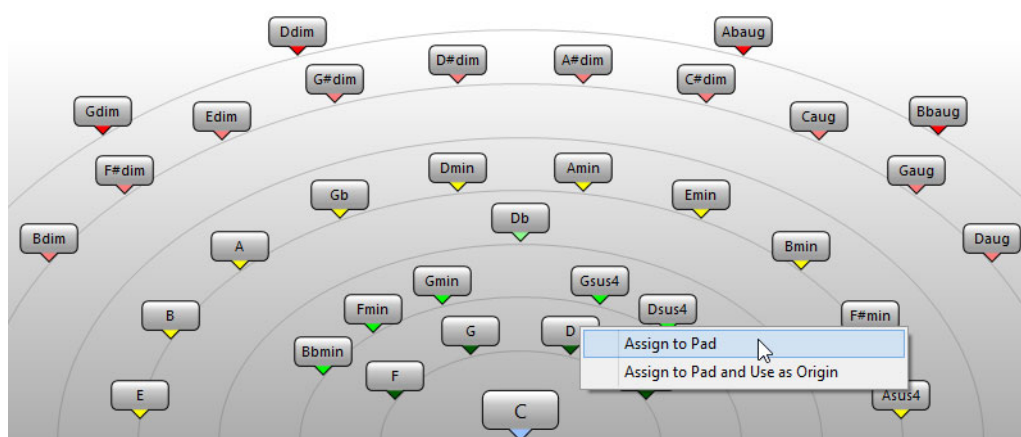 Ddim
Abaug
D#dim
A#dim
G#dim
C#dim
Gdim
Edim
Caug
Bbaug
F#dim
Dmin
Amin
Gaug
Gb
Emin
Db
Bdim
A
Bmin
Daug
Gmin
Gsus4
Fmin
Dsus4
B
F#min
G
D
Assign to Pad
Bbmin
F
Assign to Pad and Use as Origin
E
C
Asus4